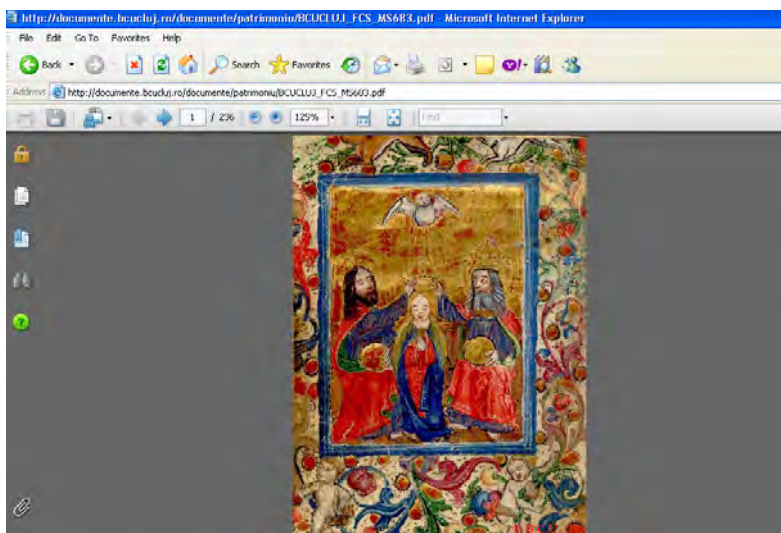 http://documente.bcucluj.ro/documente/patrimoniu/BCUCLUJ_FCS_MS683.pdf - Microsoft Internet Explorer
File Edit Go To Favorites Help
Back Search Favorites Y!
Address http://documente.bcucluj.ro/documente/patrimoniu/BCUCLUJ_FCS_MS683.pdf
1 / 236 125% Find